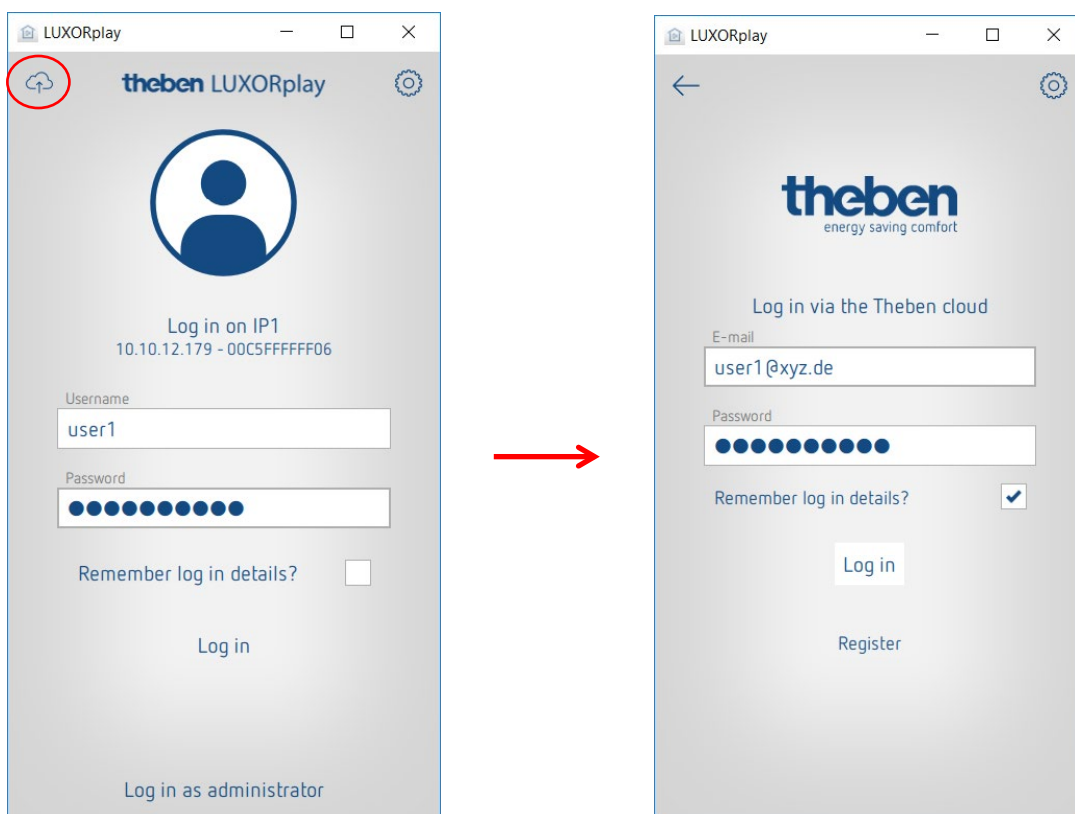 LUXORplay
theben LUXORplay
Log in on IP1
10.10.12.179 - 00C5FFFFFF06
Username
user1
Password
Remember log in details?
Log in
Log in as administrator
LUXORplay
theben
energy saving comfort
Log in via the Theben cloud
E-mail
user1@xyz.de
Password
Remember log in details?
Log in
Register